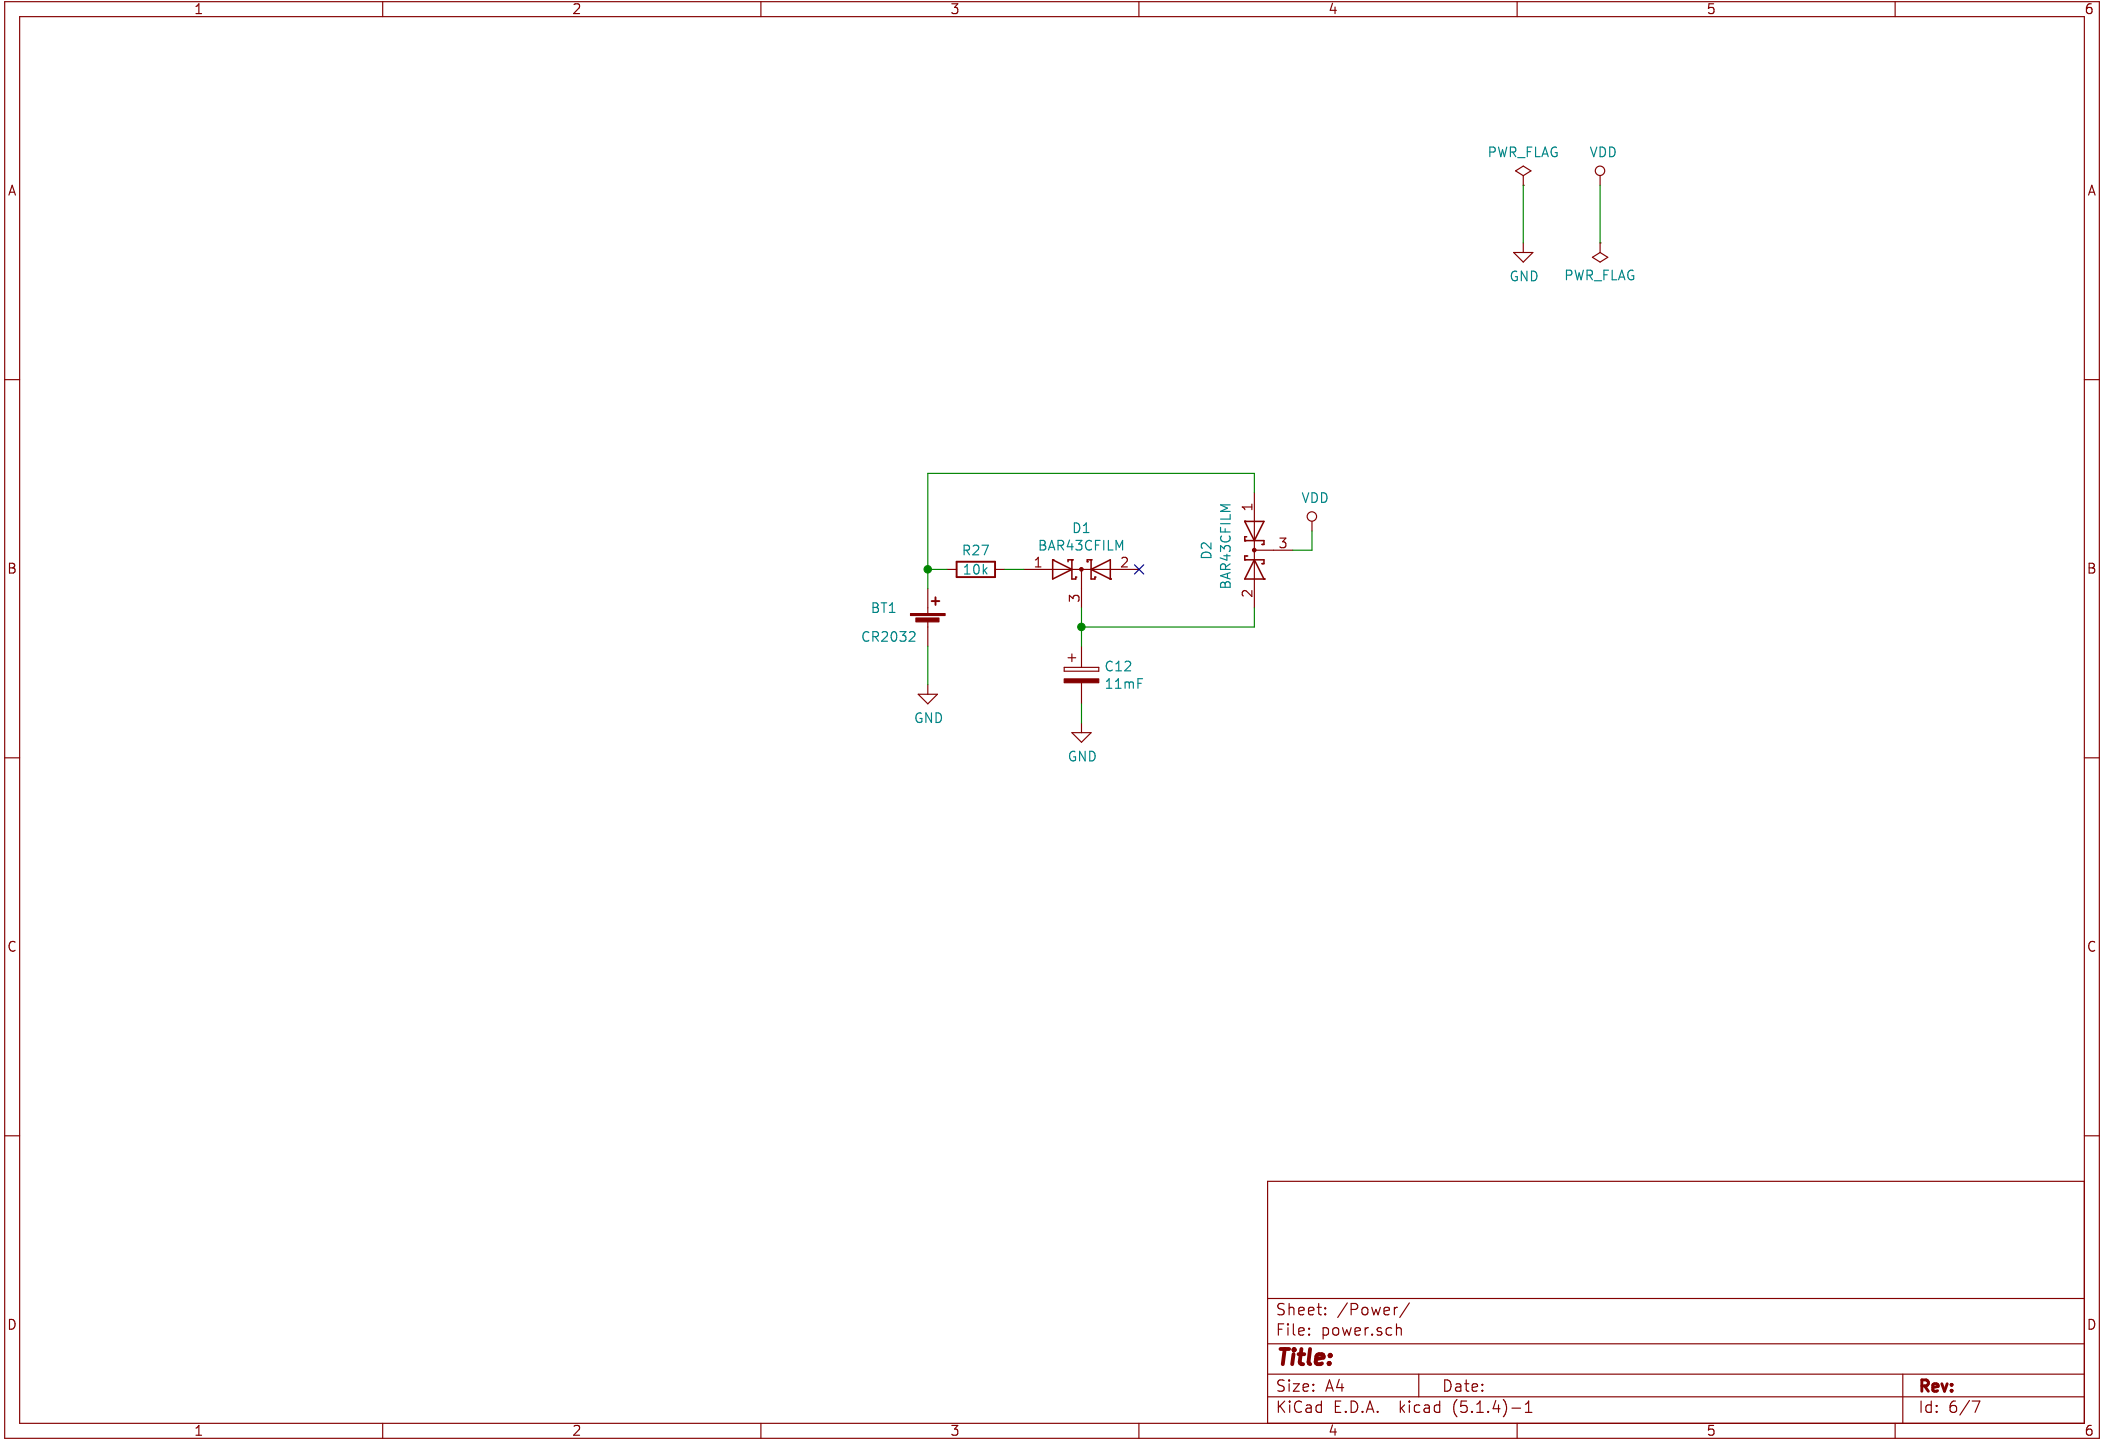 1 2 3 4 5 6
A A
PWR_FLAG VDD
GND PWR_FLAG
B B
VDD
D1
BAR43CFILM
1 2
3
R27
10k
D2
BAR43CFILM
1
3
2
BT1
+
CR2032
+
C12
11mF
GND
GND
C C
D D
Sheet: /Power/
File: power.sch
Title:
Size: A4 Date: Rev:
KiCad E.D.A. kicad (5.1.4)-1 Id: 6/7
1 2 3 4 5 6